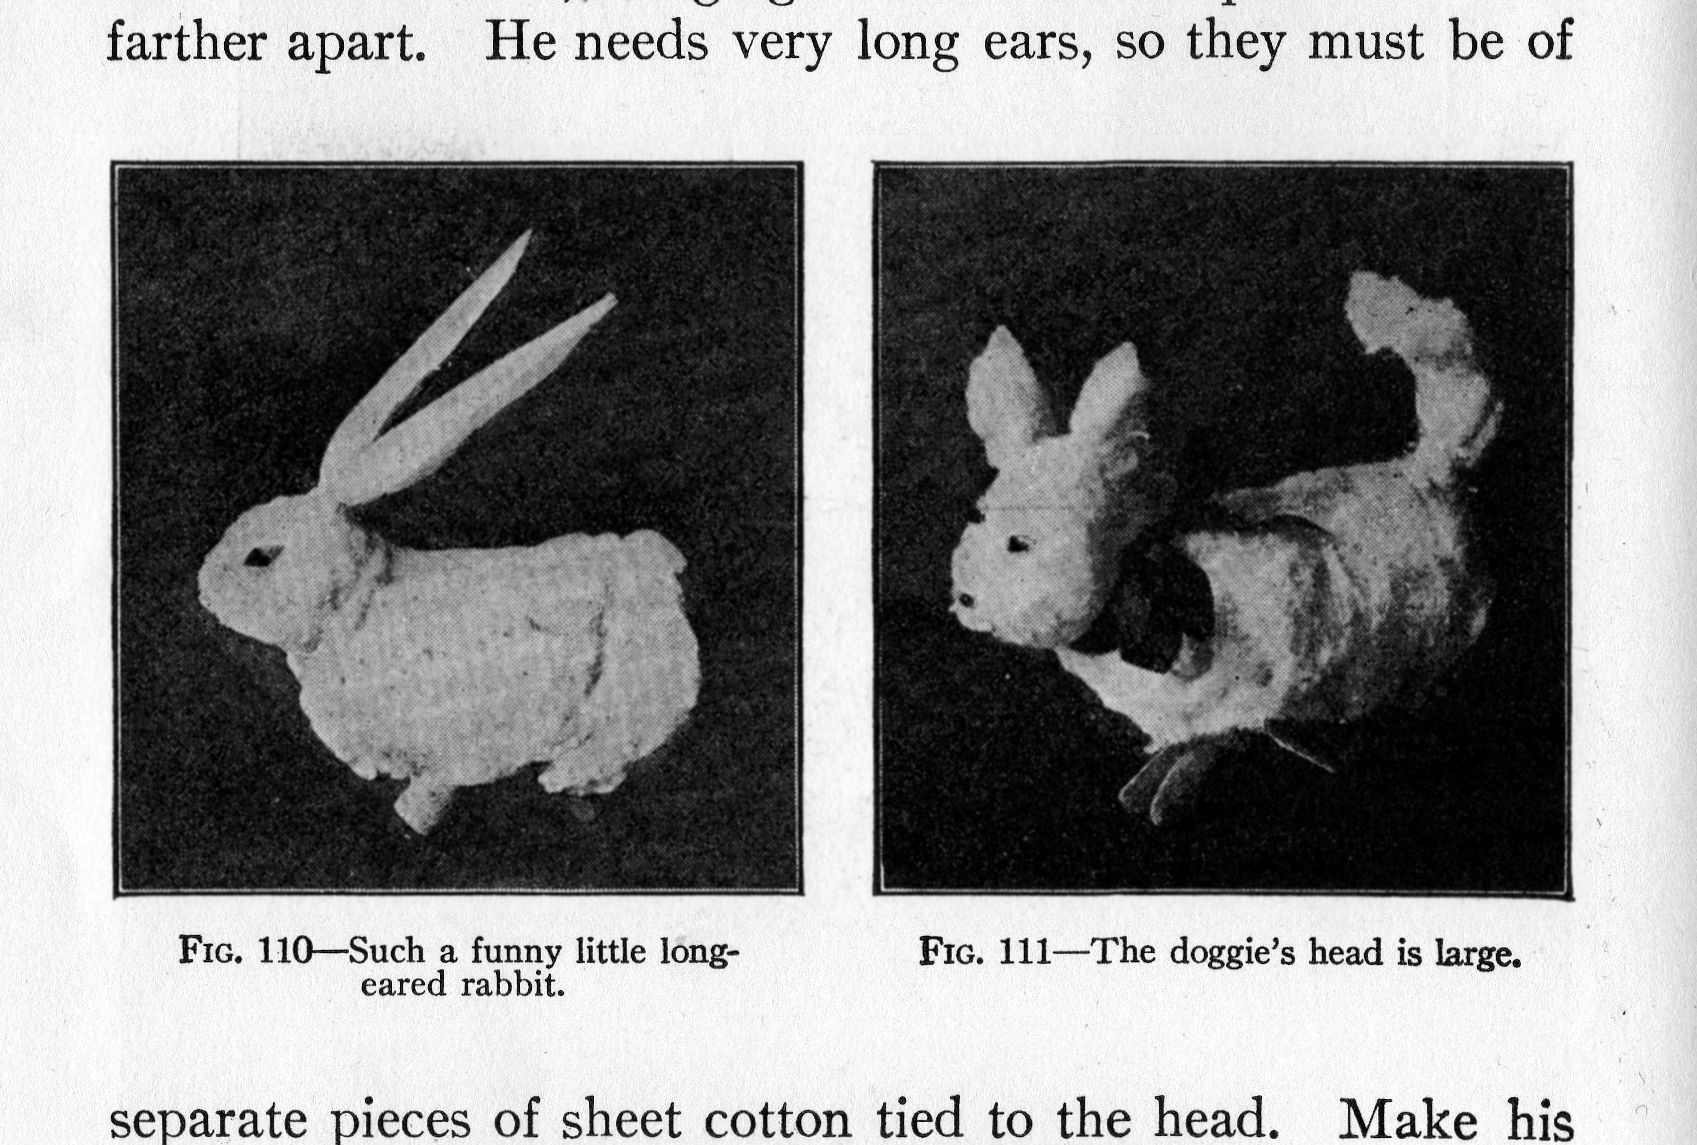 farther apart. He needs very long ears, so they must be of
FIG. 110—Such a funny little long-
eared rabbit.
FIG. 111—The doggie's head is large.
separate pieces of sheet cotton tied to the head. Make his